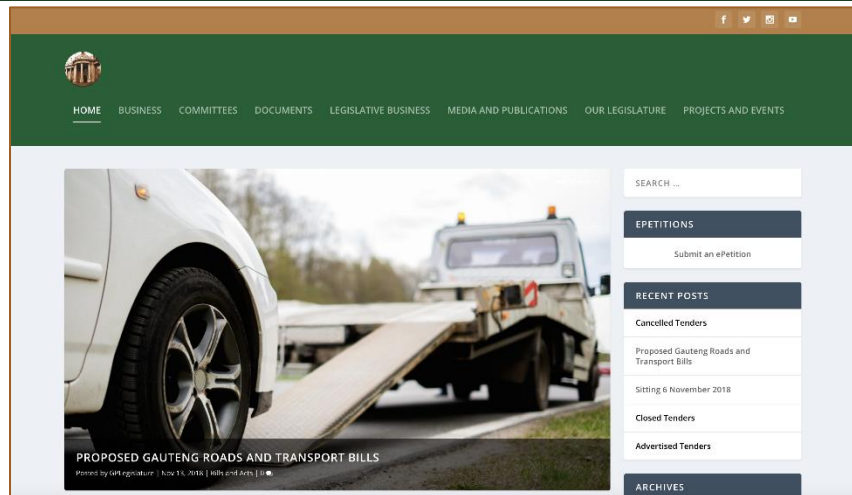 HOME BUSINESS COMMITTEES DOCUMENTS LEGISLATIVE BUSINESS MEDIA AND PUBLICATIONS OUR LEGISLATURE PROJECTS AND EVENTS
PROPOSED GAUTENG ROADS AND TRANSPORT BILLS
Posted by GPLegislature | Nov 13, 2018 | Bills and Acts | 0
SEARCH ...
EPETITIONS
Submit an ePetition
RECENT POSTS
Cancelled Tenders
Proposed Gauteng Roads and
Transport Bills
Sitting 6 November 2018
Closed Tenders
Advertised Tenders
ARCHIVES